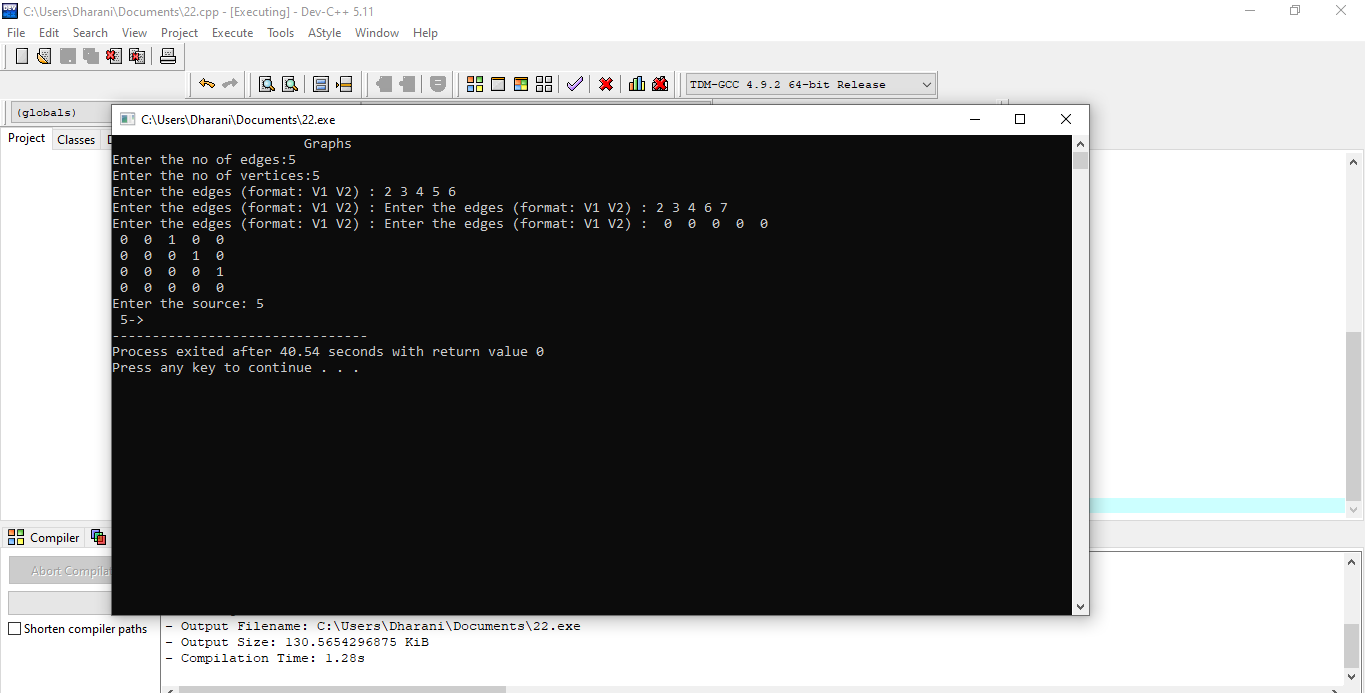 C:\Users\Dharani\Documents\22.cpp - [Executing] - Dev-C++ 5.11
File Edit Search View Project Execute Tools AStyle Window Help
TDM-GCC 4.9.2 64-bit Release
(globals)
Project Classes
C:\Users\Dharani\Documents\22.exe
Graphs
Enter the no of edges:5
Enter the no of vertices:5
Enter the edges (format: V1 V2) : 2 3 4 5 6
Enter the edges (format: V1 V2) : Enter the edges (format: V1 V2) : 2 3 4 6 7
Enter the edges (format: V1 V2) : Enter the edges (format: V1 V2) :  0  0  0  0  0
0  0  1  0  0
0  0  0  1  0
0  0  0  0  1
0  0  0  0  0
Enter the source: 5
5->
--------------------------------
Process exited after 40.54 seconds with return value 0
Press any key to continue . . .
Compiler
Abort
Shorten compiler paths
- Output Filename: C:\Users\Dharani\Documents\22.exe
- Output Size: 130.5654296875 KiB
- Compilation Time: 1.28s